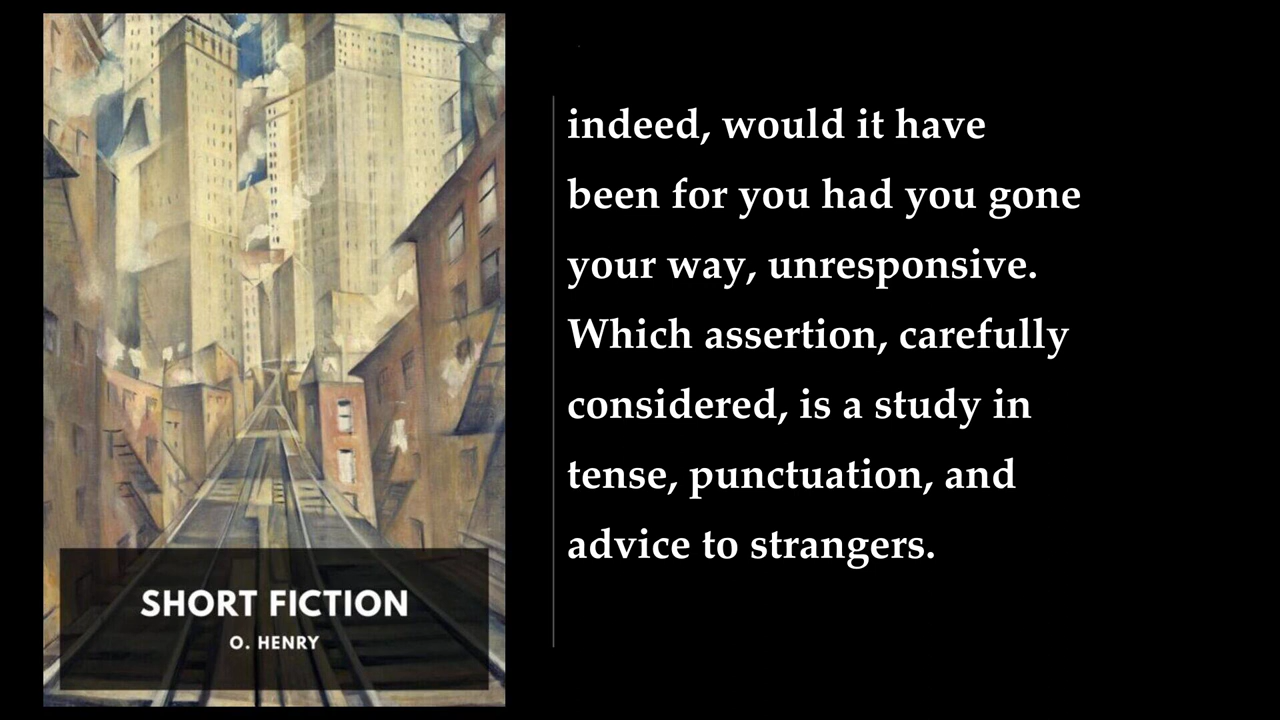 SHORT FICTION
O. HENRY
indeed, would it have
been for you had you gone
your way, unresponsive.
Which assertion, carefully
considered, is a study in
tense, punctuation, and
advice to strangers.